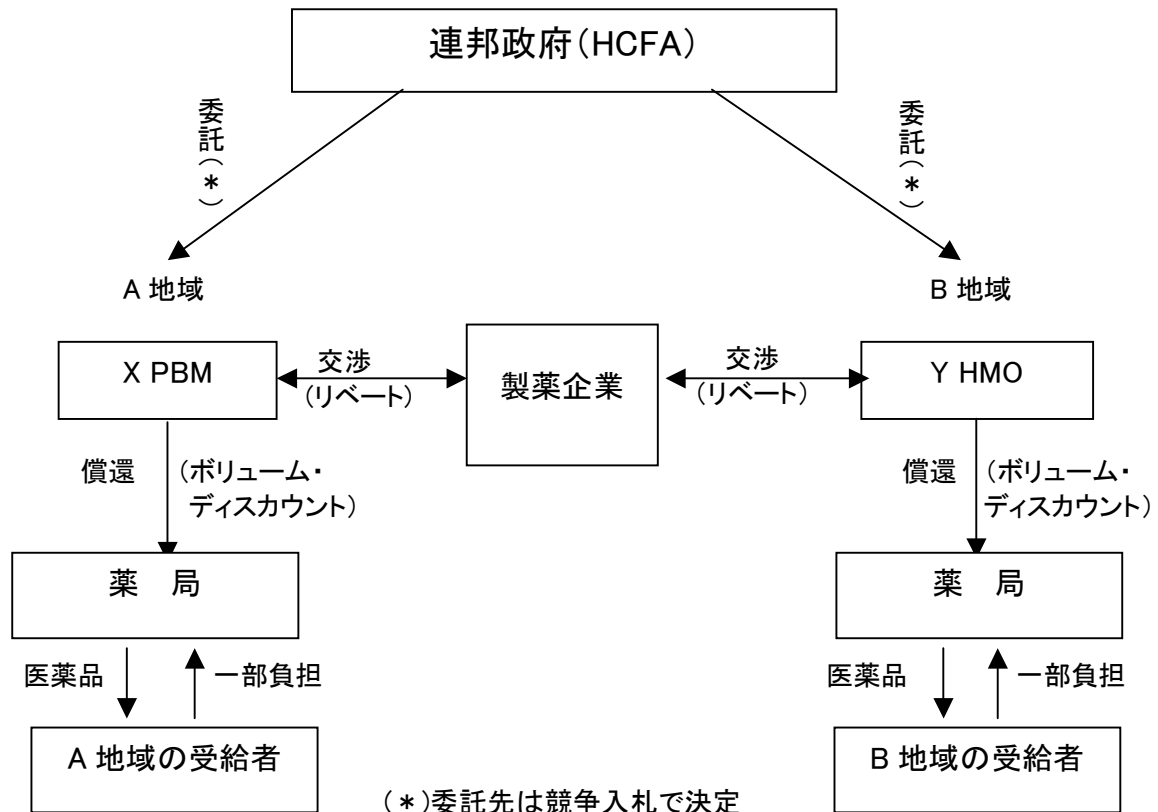 連邦政府(HCFA)
委託(*)
委託(*)
A 地域
B 地域
X PBM
交渉
(リベート)
製薬企業
交渉
(リベート)
Y HMO
償還
(ボリューム・
ディスカウント)
償還
(ボリューム・
ディスカウント)
薬 局
薬 局
医薬品
一部負担
医薬品
一部負担
A 地域の受給者
B 地域の受給者
(*)委託先は競争入札で決定